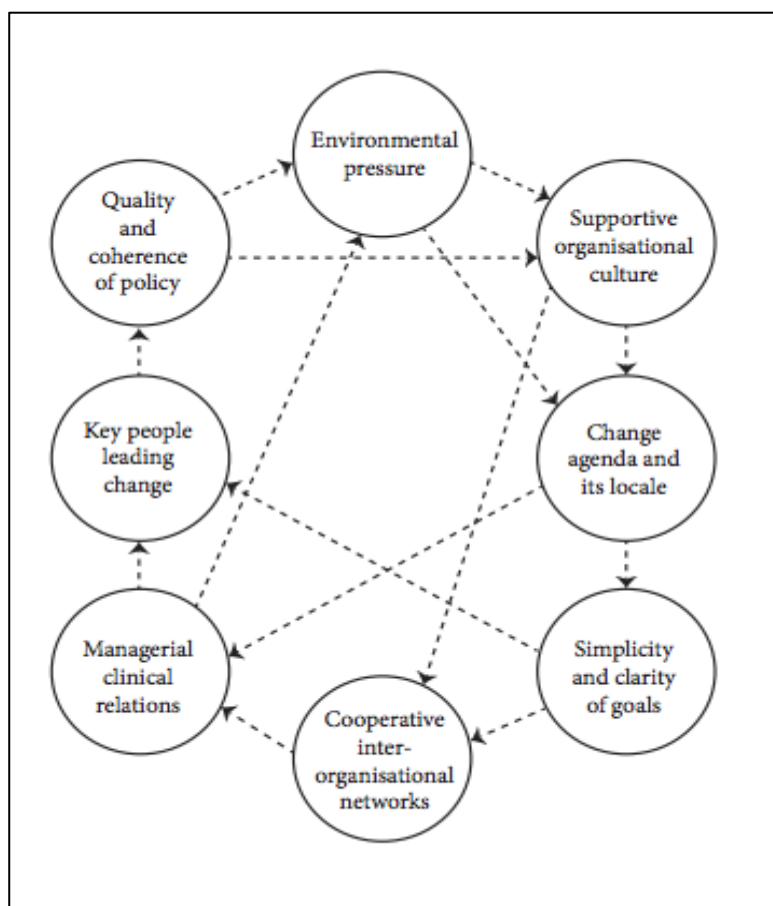 Environmental
pressure
Quality
and
coherence
of policy
Supportive
organisational
culture
Key people
leading
change
Change
agenda and
its locale
Managerial
clinical
relations
Simplicity
and clarity
of goals
Cooperative
inter-
organisational
networks